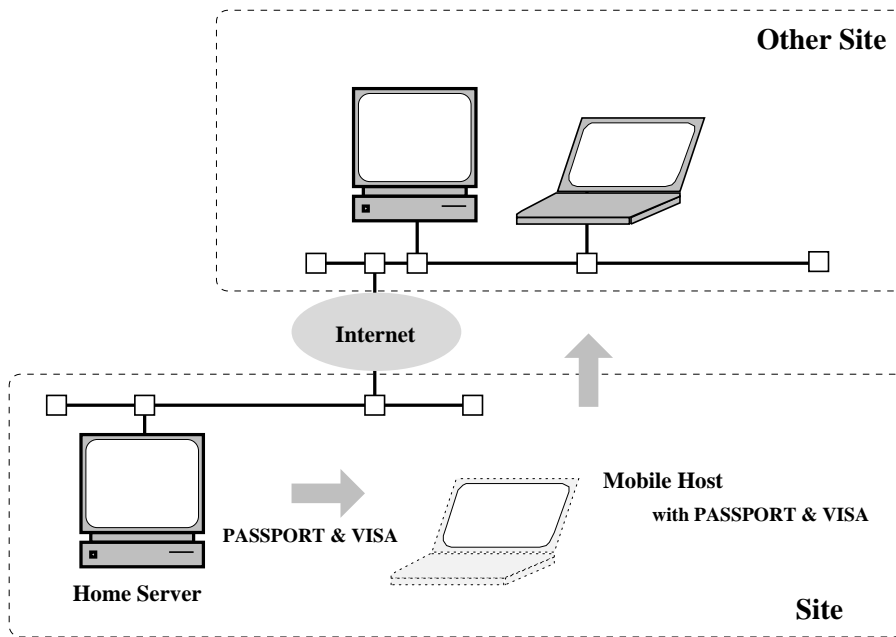 Other Site
Internet
Mobile Host
with PASSPORT & VISA
PASSPORT & VISA
Home Server
Site